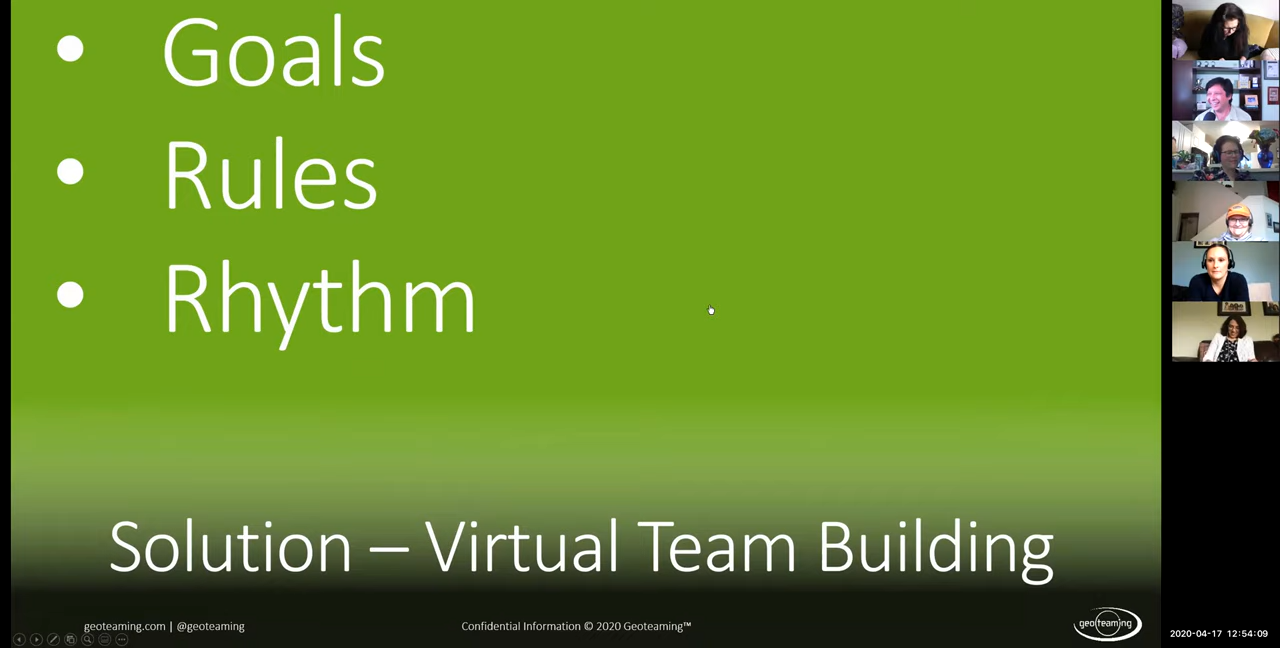 • Goals
• Rules
• Rhythm
Solution – Virtual Team Building
geoteaming.com | @geoteaming
Confidential Information © 2020 Geoteaming™
geoteaming
2020-04-17 12:54:09